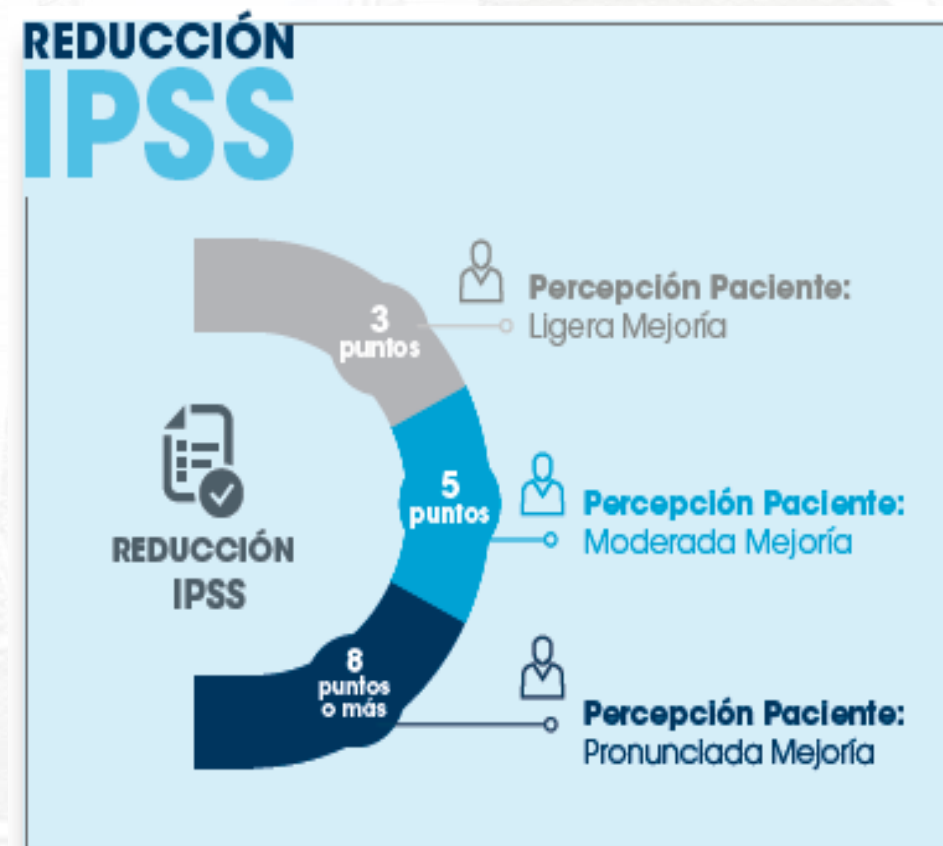 REDUCCIÓN
IPSS
3
puntos
Percepción Paciente:
Ligera Mejoría
5
puntos
Percepción Paciente:
Moderada Mejoría
REDUCCIÓN
IPSS
8
puntos
o más
Percepción Paciente:
Pronunciada Mejoría